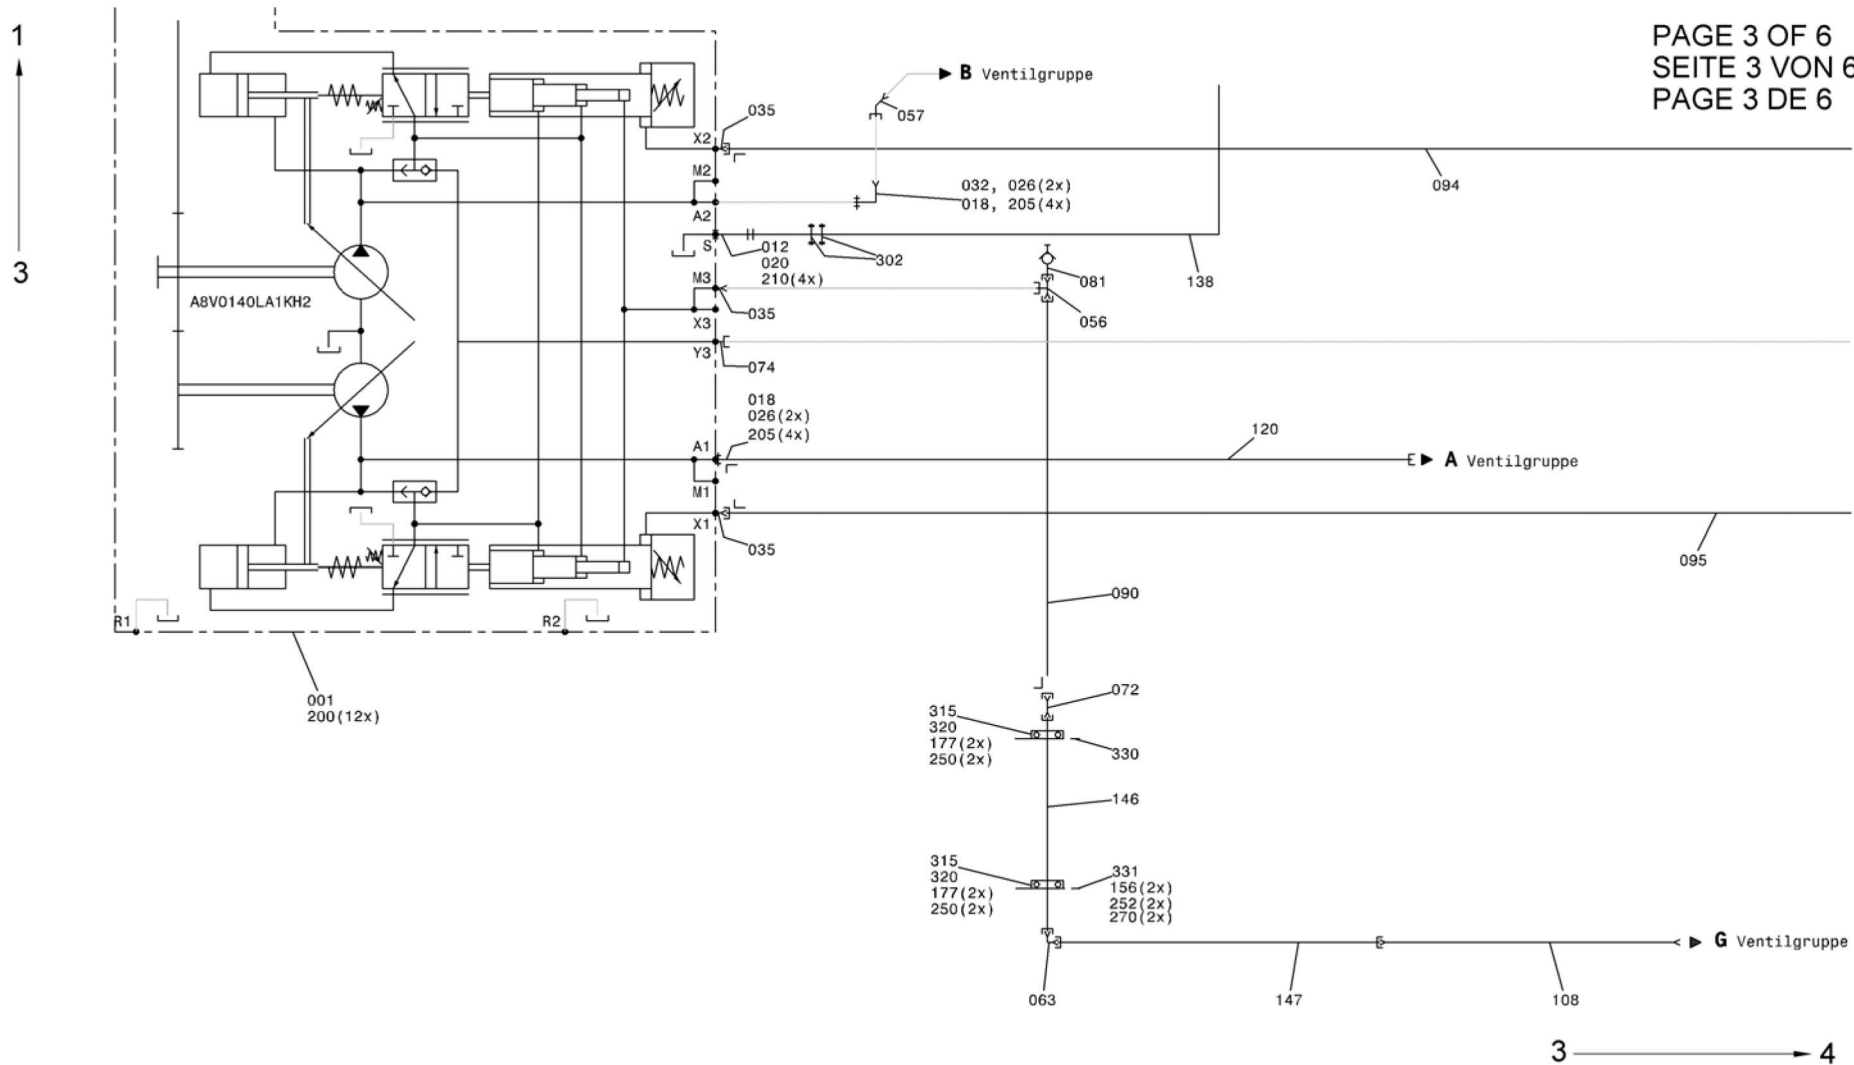 1
3
PAGE 3 OF 6
SEITE 3 VON 6
PAGE 3 DE 6
B Ventilgruppe
057
035
X2
094
M2
032, 026(2x)
018, 205(4x)
A2
S
012
020
210(4x)
302
138
081
M3
A8VO140LA1KH2
035
056
X3
Y3
074
018
026(2x)
205(4x)
A1
120
A Ventilgruppe
M1
X1
035
095
090
R1
R2
001
200(12x)
072
315
320
177(2x)
250(2x)
330
146
315
320
177(2x)
250(2x)
331
156(2x)
252(2x)
270(2x)
G Ventilgruppe
063
147
108
3
4